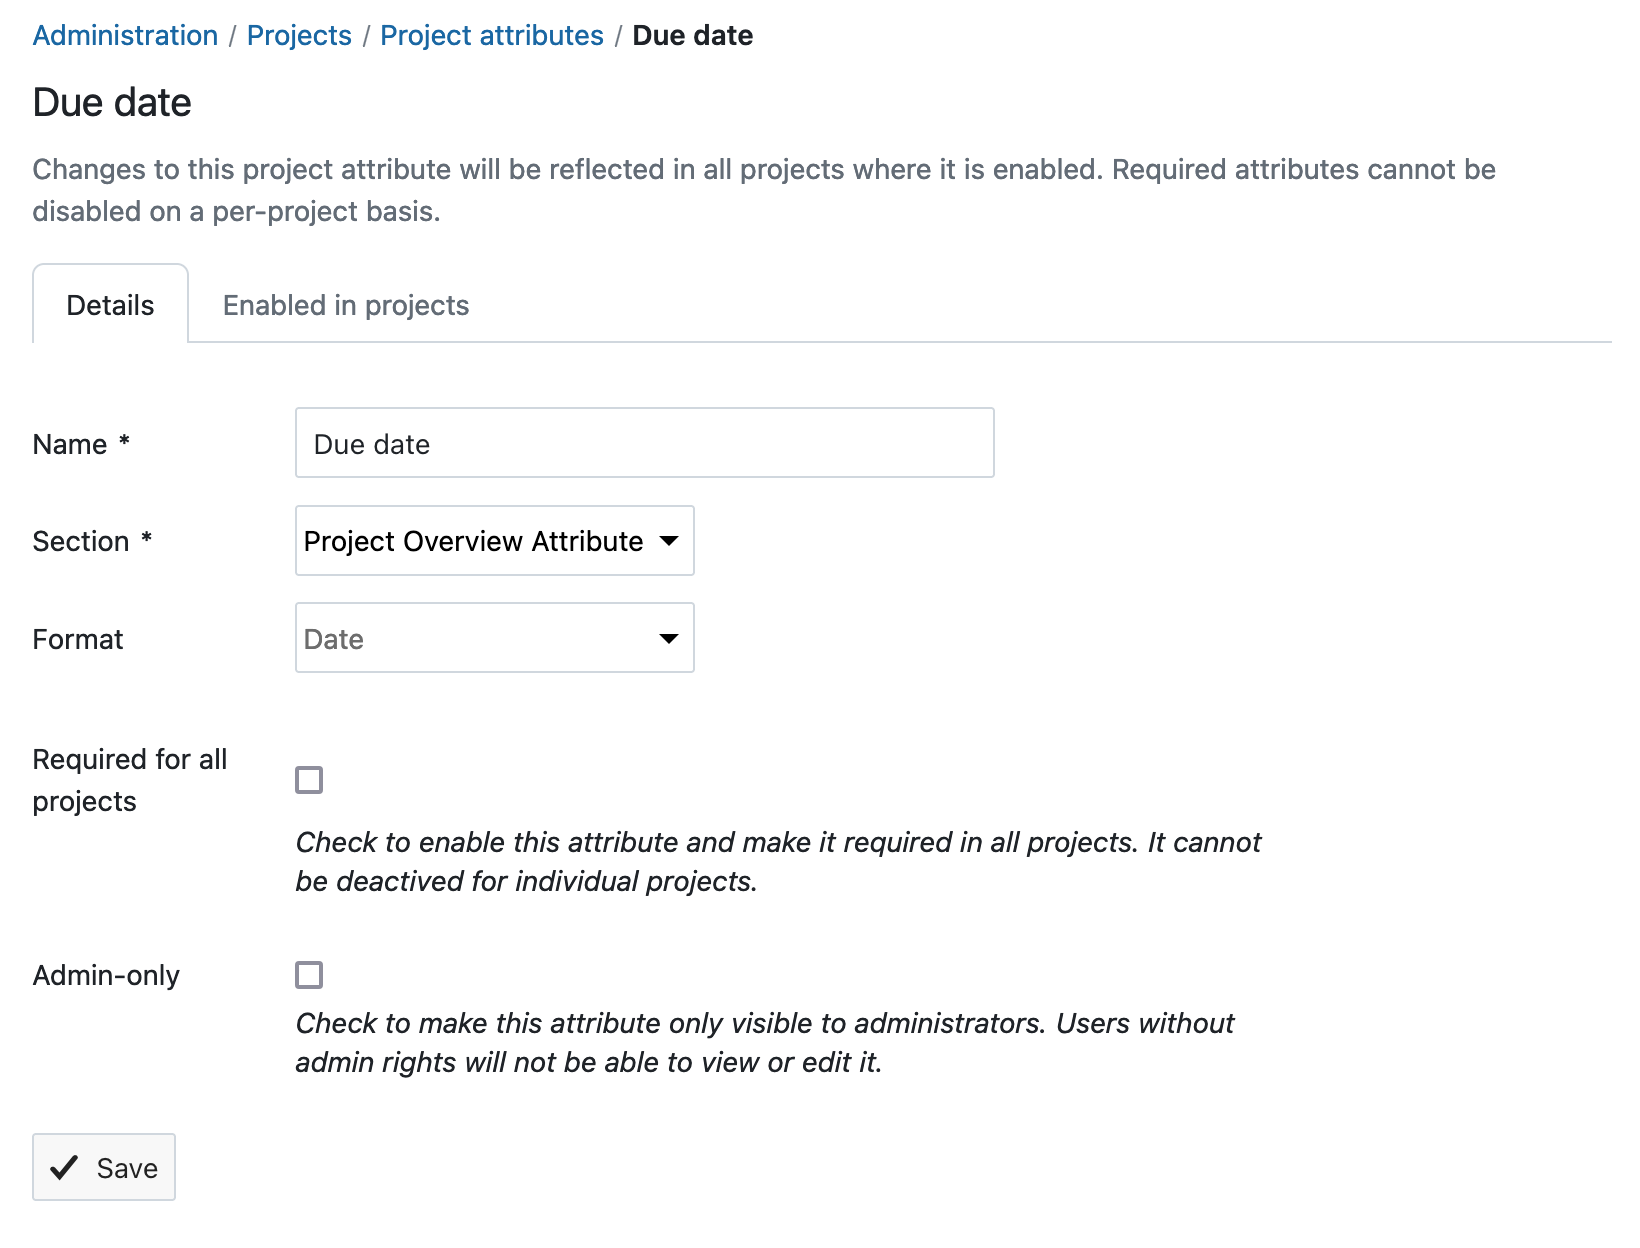 Administration / Projects / Project attributes / Due date
Due date
Changes to this project attribute will be reflected in all projects where it is enabled. Required attributes cannot be
disabled on a per-project basis.
Details
Enabled in projects
Name *
Due date
Section *
Project Overview Attribute
Format
Date
Required for all
projects
Check to enable this attribute and make it required in all projects. It cannot
be deactived for individual projects.
Admin-only
Check to make this attribute only visible to administrators. Users without
admin rights will not be able to view or edit it.
Save